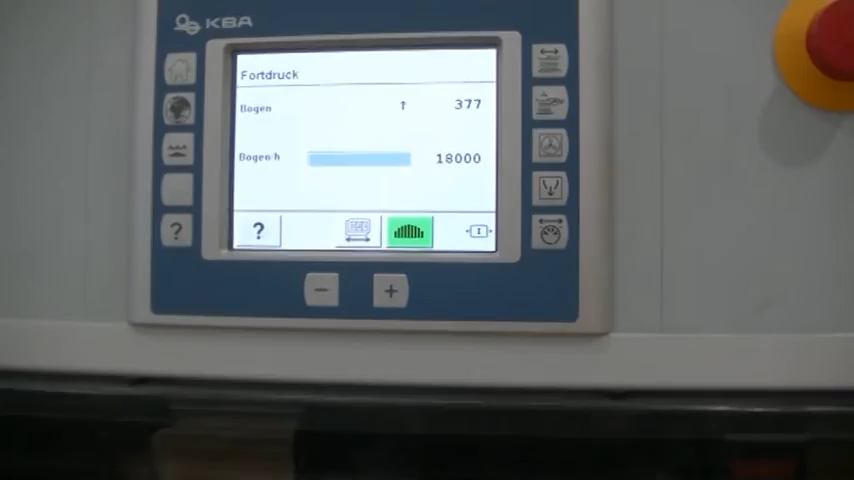 KBA
Fortdruck
Bogen ↑ 377
Bogen/h 18000
?
?
− +